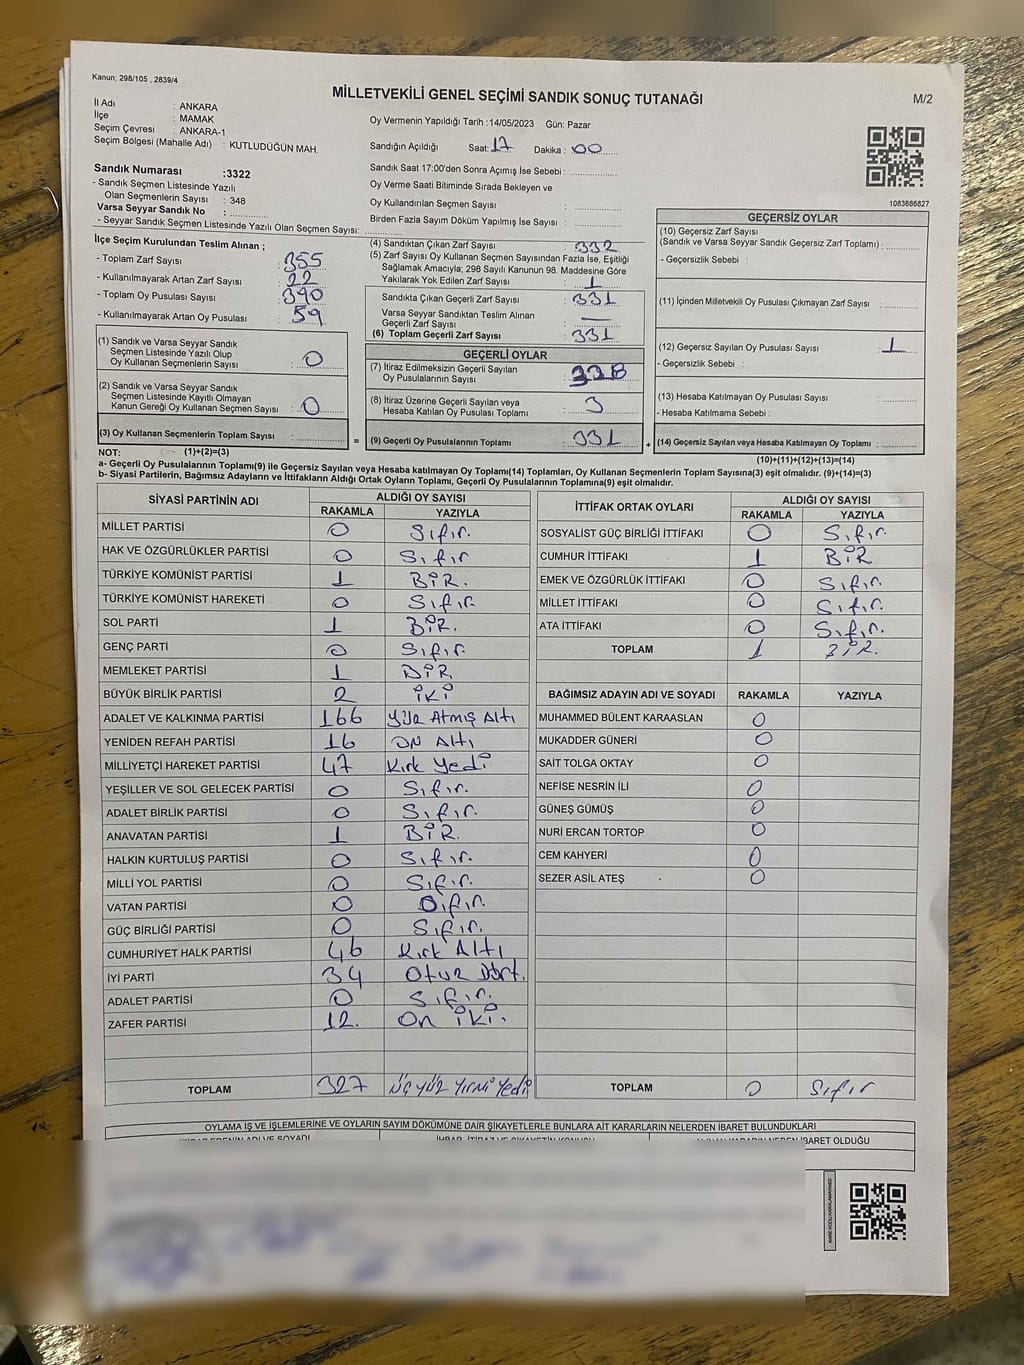 Kanun; 298/105 , 2839/4
MİLLETVEKİLİ GENEL SEÇİMİ SANDIK SONUÇ TUTANAĞI
M/2
İl Adı : ANKARA
İlçe : MAMAK
Seçim Çevresi : ANKARA-1
Seçim Bölgesi (Mahalle Adı) : KUTLUDÜĞÜN MAH.
Oy Vermenin Yapıldığı Tarih :14/05/2023 Gün: Pazar
Sandığın Açıldığı Saat: 17 Dakika : 00
Sandık Numarası :3322
- Sandık Seçmen Listesinde Yazılı
Olan Seçmenlerin Sayısı : 348
Varsa Seyyar Sandık No :
- Seyyar Sandık Seçmen Listesinde Yazılı Olan Seçmen Sayısı:
Sandık Saat 17:00'den Sonra Açımış İse Sebebi :
Oy Verme Saati Bitiminde Sırada Bekleyen ve
Oy Kullandırılan Seçmen Sayısı :
Birden Fazla Sayım Döküm Yapılmış İse Sayısı :
1083686827
İlçe Seçim Kurulundan Teslim Alınan ;
- Toplam Zarf Sayısı : 355
- Kullanılmayarak Artan Zarf Sayısı : 22
- Toplam Oy Pusulası Sayısı : 390
- Kullanılmayarak Artan Oy Pusulası : 59
(1) Sandık ve Varsa Seyyar Sandık
Seçmen Listesinde Yazılı Olup
Oy Kullanan Seçmenlerin Sayısı : 0
(2) Sandık ve Varsa Seyyar Sandık
Seçmen Listesinde Kayıtlı Olmayan
Kanun Gereği Oy Kullanan Seçmen Sayısı : 0
(3) Oy Kullanan Seçmenlerin Toplam Sayısı :
(4) Sandıktan Çıkan Zarf Sayısı : 332
(5) Zarf Sayısı Oy Kullanan Seçmen Sayısından Fazla İse, Eşitliği
Sağlamak Amacıyla; 298 Sayılı Kanunun 98. Maddesine Göre
Yakılarak Yok Edilen Zarf Sayısı : 1
Sandıkta Çıkan Geçerli Zarf Sayısı : 331
Varsa Seyyar Sandıktan Teslim Alınan
Geçerli Zarf Sayısı : —
(6) Toplam Geçerli Zarf Sayısı : 331
GEÇERLİ OYLAR
(7) İtiraz Edilmeksizin Geçerli Sayılan
Oy Pusulalarının Sayısı : 328
(8) İtiraz Üzerine Geçerli Sayılan veya
Hesaba Katılan Oy Pusulası Toplamı : 3
= (9) Geçerli Oy Pusulalarının Toplamı : 331
GEÇERSİZ OYLAR
(10) Geçersiz Zarf Sayısı
(Sandık ve Varsa Seyyar Sandık Geçersiz Zarf Toplamı) :
- Geçersizlik Sebebi :
(11) İçinden Milletvekili Oy Pusulası Çıkmayan Zarf Sayısı :
(12) Geçersiz Sayılan Oy Pusulası Sayısı : 1
- Geçersizlik Sebebi :
(13) Hesaba Katılmayan Oy Pusulası Sayısı :
- Hesaba Katılmama Sebebi :
+ (14) Geçersiz Sayılan veya Hesaba Katılmayan Oy Toplamı :
NOT: (1)+(2)=(3)
(10)+(11)+(12)+(13)=(14)
a- Geçerli Oy Pusulalarının Toplamı(9) ile Geçersiz Sayılan veya Hesaba katılmayan Oy Toplamı(14) Toplamları, Oy Kullanan Seçmenlerin Toplam Sayısına(3) eşit olmalıdır. (9)+(14)=(3)
b- Siyasi Partilerin, Bağımsız Adayların ve İttifakların Aldığı Ortak Oyların Toplamı, Geçerli Oy Pusulalarının Toplamına(9) eşit olmalıdır.
SİYASİ PARTİNİN ADI ALDIĞI OY SAYISI
RAKAMLA YAZIYLA
MİLLET PARTİSİ 0 Sıfır.
HAK VE ÖZGÜRLÜKLER PARTİSİ 0 Sıfır
TÜRKİYE KOMÜNİST PARTİSİ 1 BİR.
TÜRKİYE KOMÜNİST HAREKETİ 0 Sıfır
SOL PARTİ 1 BİR.
GENÇ PARTİ 0 Sıfır
MEMLEKET PARTİSİ 1 BİR
BÜYÜK BİRLİK PARTİSİ 2 İKİ
ADALET VE KALKINMA PARTİSİ 166 Yüz Atmış Altı
YENİDEN REFAH PARTİSİ 16 ON Altı
MİLLİYETÇİ HAREKET PARTİSİ 47 Kırk Yedi
YEŞİLLER VE SOL GELECEK PARTİSİ 0 Sıfır.
ADALET BİRLİK PARTİSİ 0 Sıfır.
ANAVATAN PARTİSİ 1 BİR.
HALKIN KURTULUŞ PARTİSİ 0 Sıfır.
MİLLİ YOL PARTİSİ 0 Sıfır.
VATAN PARTİSİ 0 Sıfır.
GÜÇ BİRLİĞİ PARTİSİ 0 Sıfır.
CUMHURİYET HALK PARTİSİ 46 Kırk Altı
İYİ PARTİ 34 Otuz Dört.
ADALET PARTİSİ 0 Sıfır.
ZAFER PARTİSİ 12. On İki.
TOPLAM 327 Üçyüz Yirmi Yedi
İTTİFAK ORTAK OYLARI ALDIĞI OY SAYISI
RAKAMLA YAZIYLA
SOSYALİST GÜÇ BİRLİĞİ İTTİFAKI 0 Sıfır.
CUMHUR İTTİFAKI 1 BİR
EMEK VE ÖZGÜRLÜK İTTİFAKI 0 Sıfır.
MİLLET İTTİFAKI 0 Sıfır.
ATA İTTİFAKI 0 Sıfır.
TOPLAM 1 BİR.
BAĞIMSIZ ADAYIN ADI VE SOYADI RAKAMLA YAZIYLA
MUHAMMED BÜLENT KARAASLAN 0
MUKADDER GÜNERİ 0
SAİT TOLGA OKTAY 0
NEFİSE NESRİN İLİ 0
GÜNEŞ GÜMÜŞ 0
NURİ ERCAN TORTOP 0
CEM KAHYERİ 0
SEZER ASİL ATEŞ 0
TOPLAM 0 Sıfır
OYLAMA İŞ VE İŞLEMLERİNE VE OYLARIN SAYIM DÖKÜMÜNE DAİR ŞİKAYETLERLE BUNLARA AİT KARARLARIN NELERDEN İBARET BULUNDUKLARI